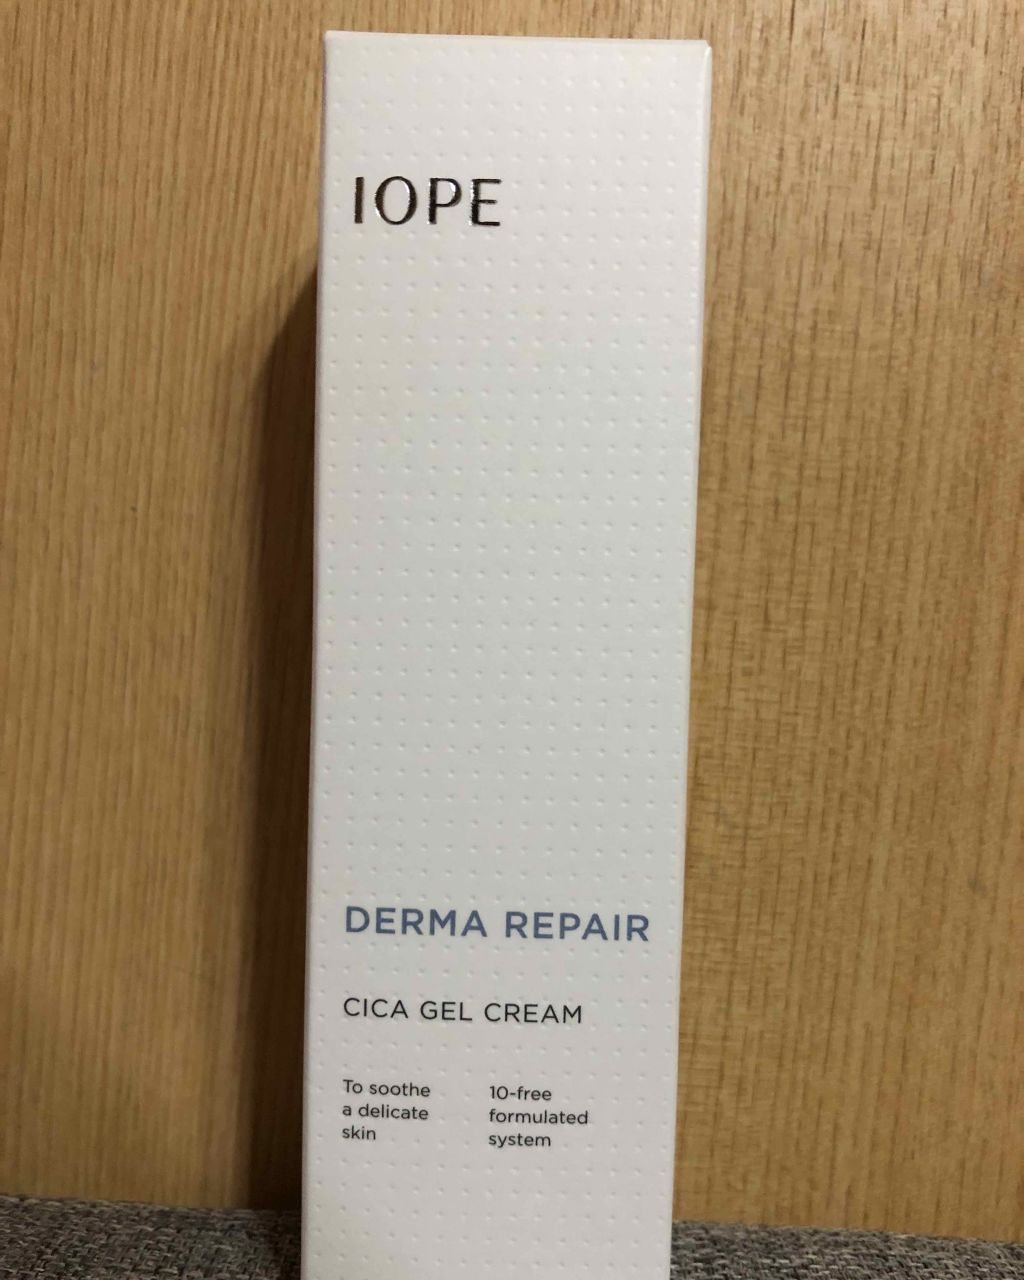 IOPE
DERMA REPAIR
CICA GEL CREAM
To soothe
a delicate
skin
10-free
formulated
system